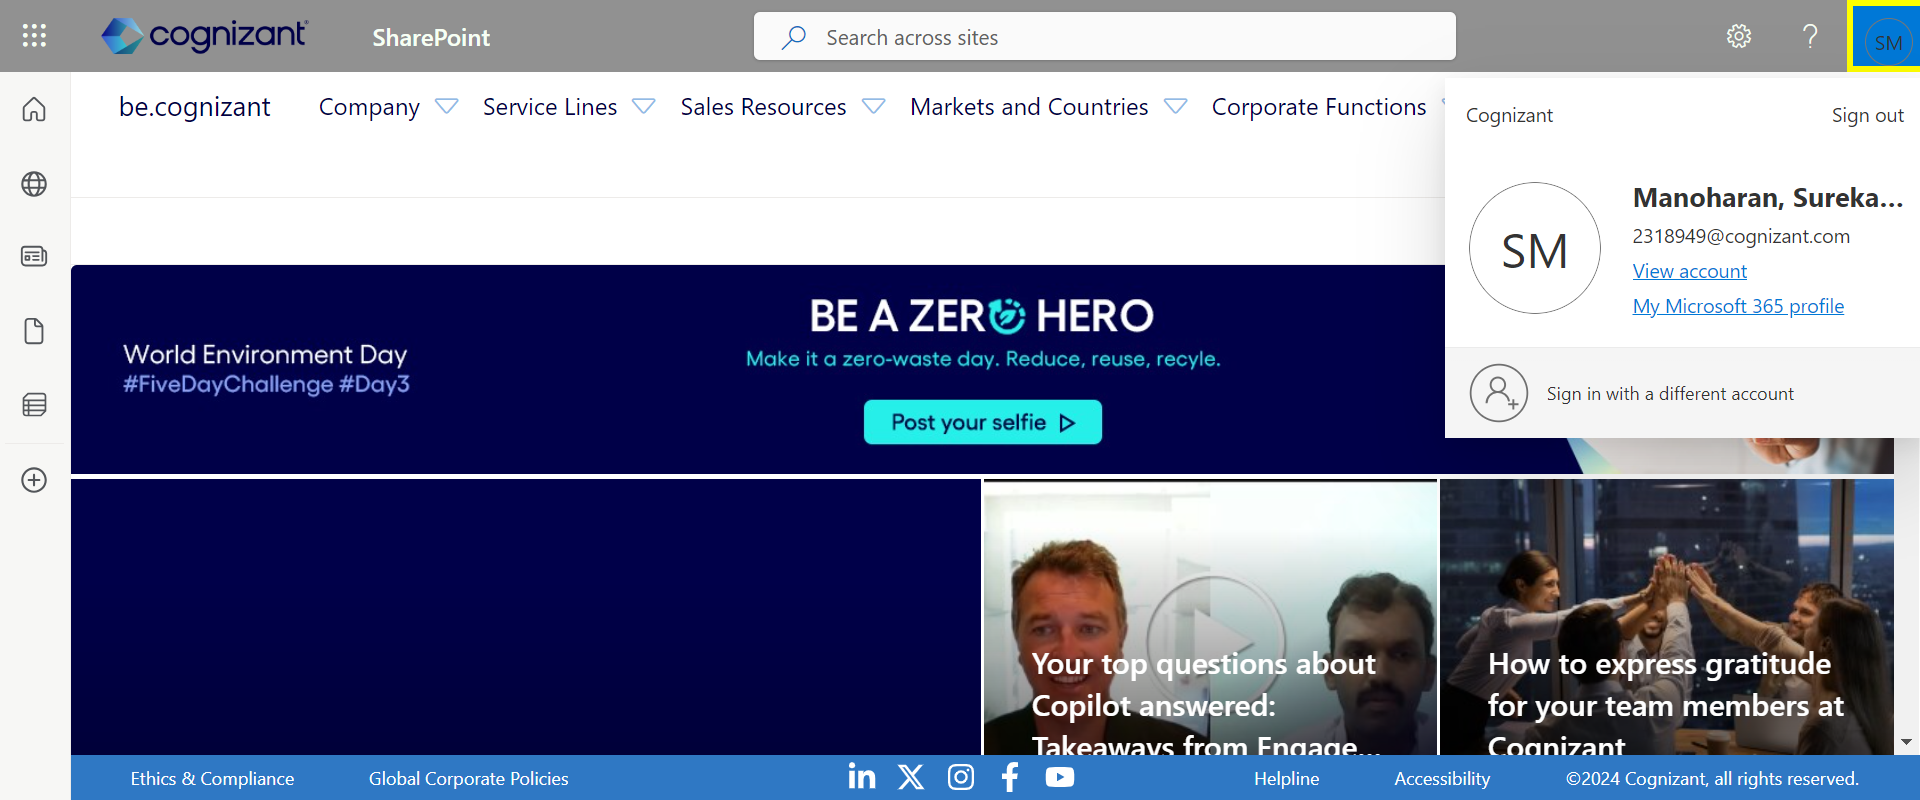 cognizant
SharePoint
Search across sites
SM
be.cognizant
Company
Service Lines
Sales Resources
Markets and Countries
Corporate Functions
Cognizant
Sign out
SM
Manoharan, Sureka...
2318949@cognizant.com
View account
My Microsoft 365 profile
Sign in with a different account
World Environment Day
#FiveDayChallenge #Day3
BE A ZERO HERO
Make it a zero-waste day. Reduce, reuse, recyle.
Post your selfie
Your top questions about
Copilot answered:
Takeaways from Engage...
How to express gratitude
for your team members at
Cognizant
Ethics & Compliance
Global Corporate Policies
Helpline
Accessibility
©2024 Cognizant, all rights reserved.